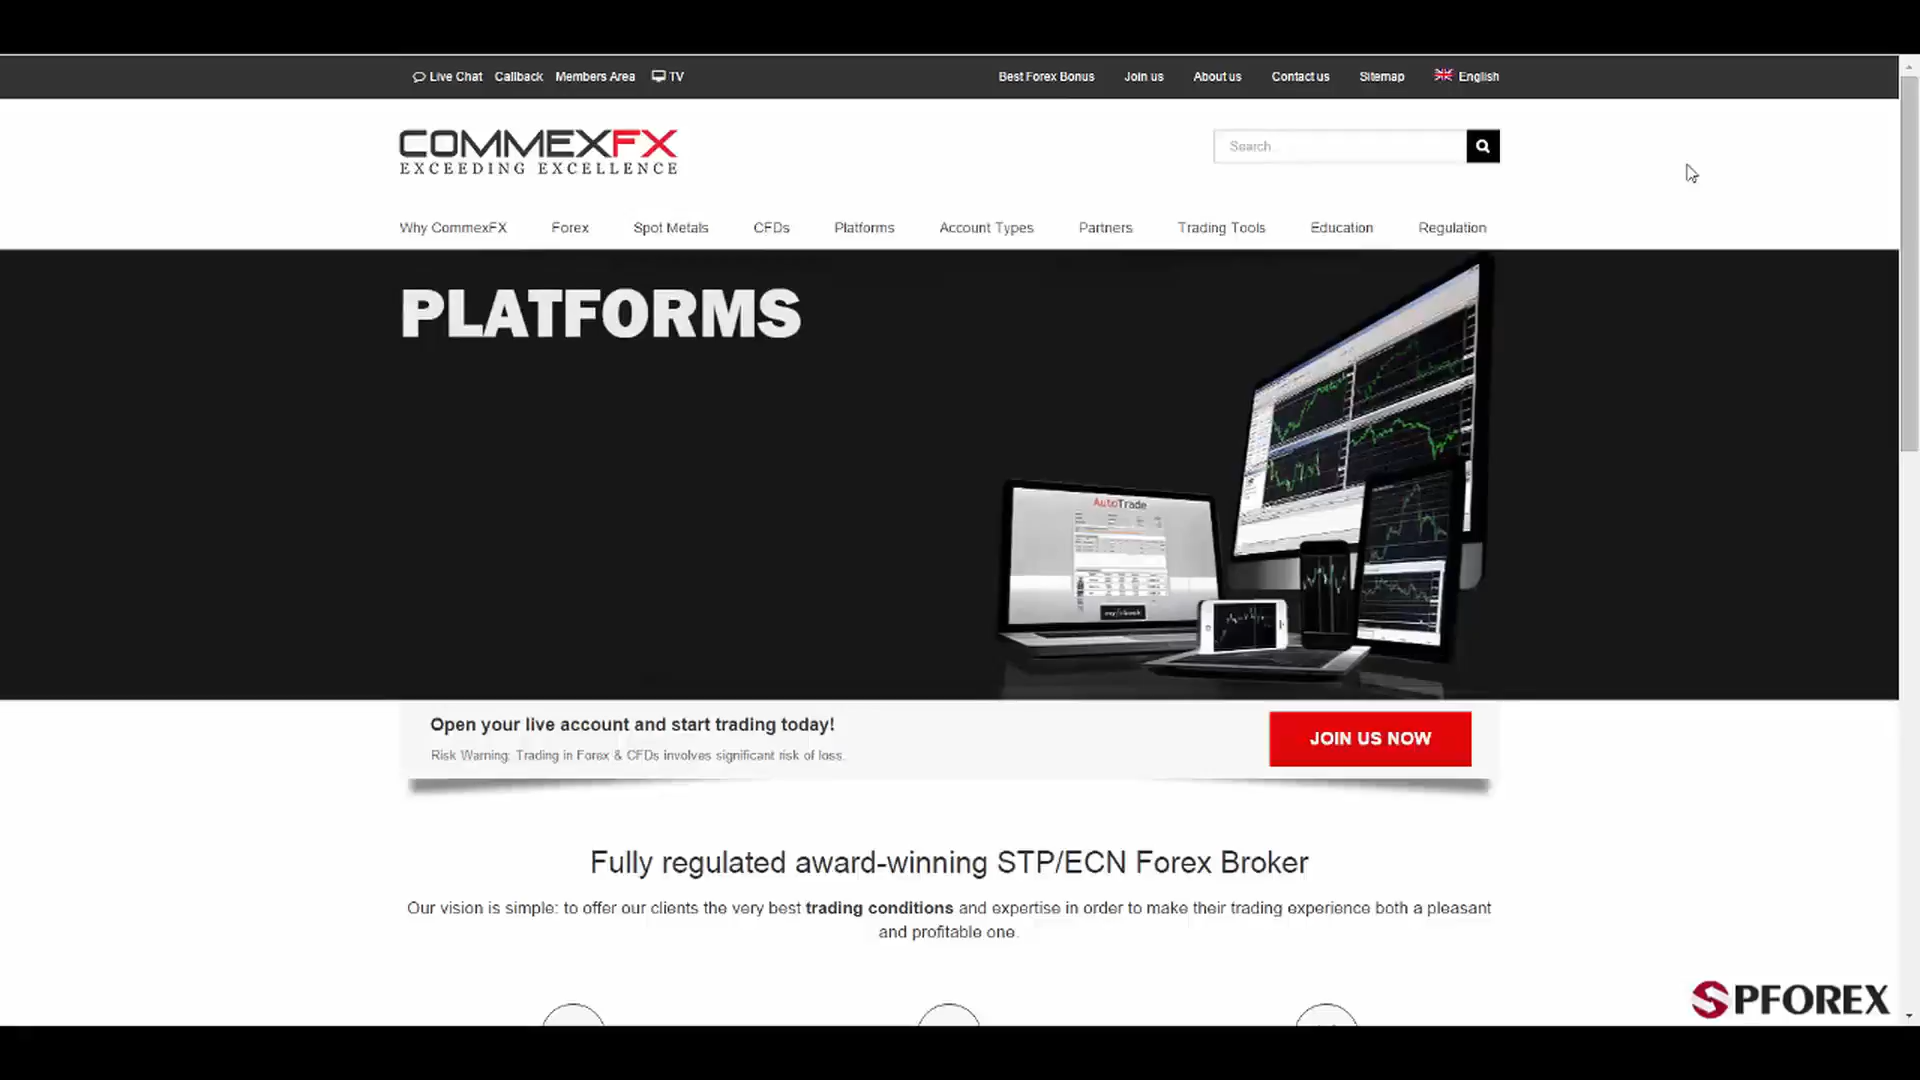 Live Chat Callback Members Area TV Best Forex Bonus Join us About us Contact us Sitemap English
COMMEXFX
EXCEEDING EXCELLENCE
Search...
Why CommexFX Forex Spot Metals CFDs Platforms Account Types Partners Trading Tools Education Regulation
PLATFORMS
AutoTrade
Open your live account and start trading today!
Risk Warning: Trading in Forex & CFDs involves significant risk of loss.
JOIN US NOW
Fully regulated award-winning STP/ECN Forex Broker
Our vision is simple: to offer our clients the very best trading conditions and expertise in order to make their trading experience both a pleasant
and profitable one.
SPFOREX